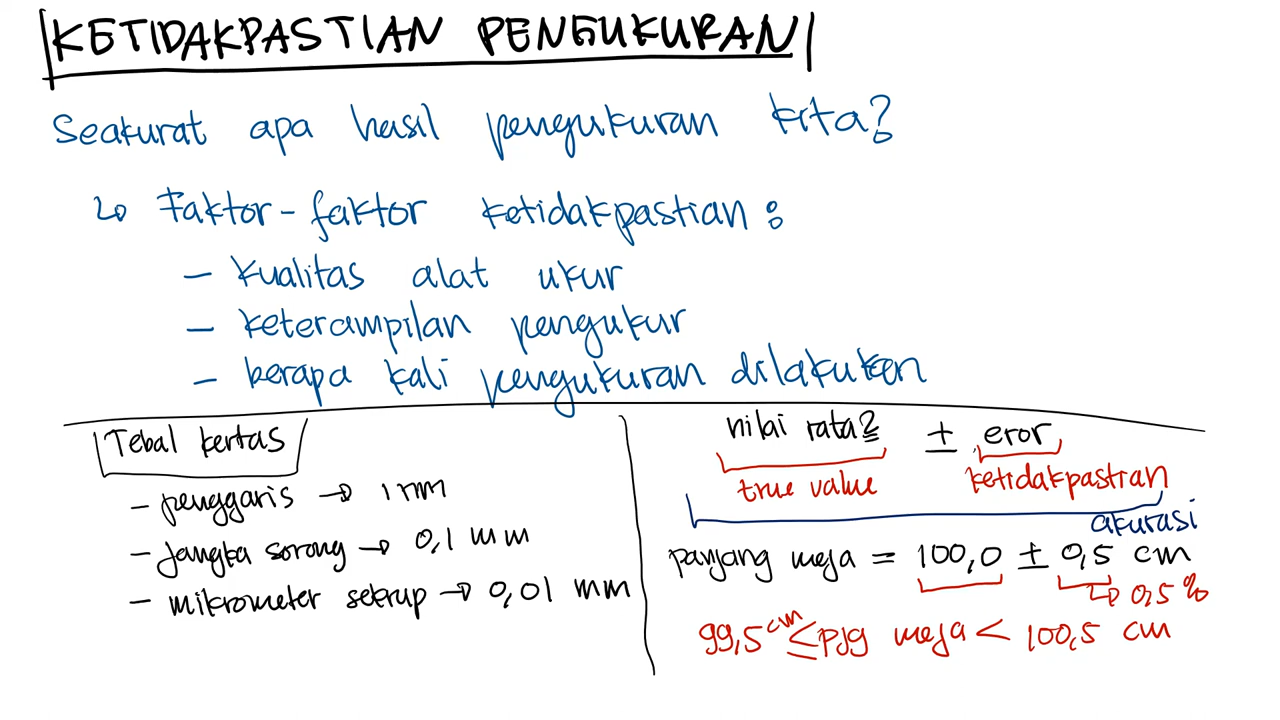 KETIDAKPASTIAN PENGUKURAN
Seakurat apa hasil pengukuran kita?
↳ Faktor-faktor ketidakpastian:
- kualitas alat ukur
- keterampilan pengukur
- berapa kali pengukuran dilakukan
Tebal kertas
- penggaris → 1 mm
- jangka sorong → 0,1 mm
- mikrometer sekrup → 0,01 mm
nilai rata2 ± eror
true value ketidakpastian
akurasi
panjang meja = 100,0 ± 0,5 cm
↳ 0,5%
99,5 cm ≤ pjg meja < 100,5 cm